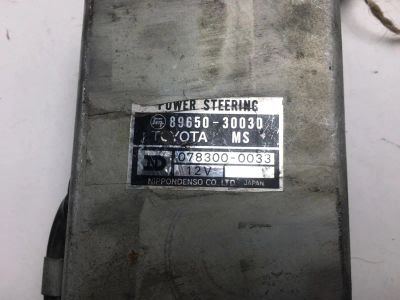 POWER STEERING
89650-30030
TOYOTA MS
ND 078300-0033
12V
NIPPONDENSO CO. LTD. JAPAN